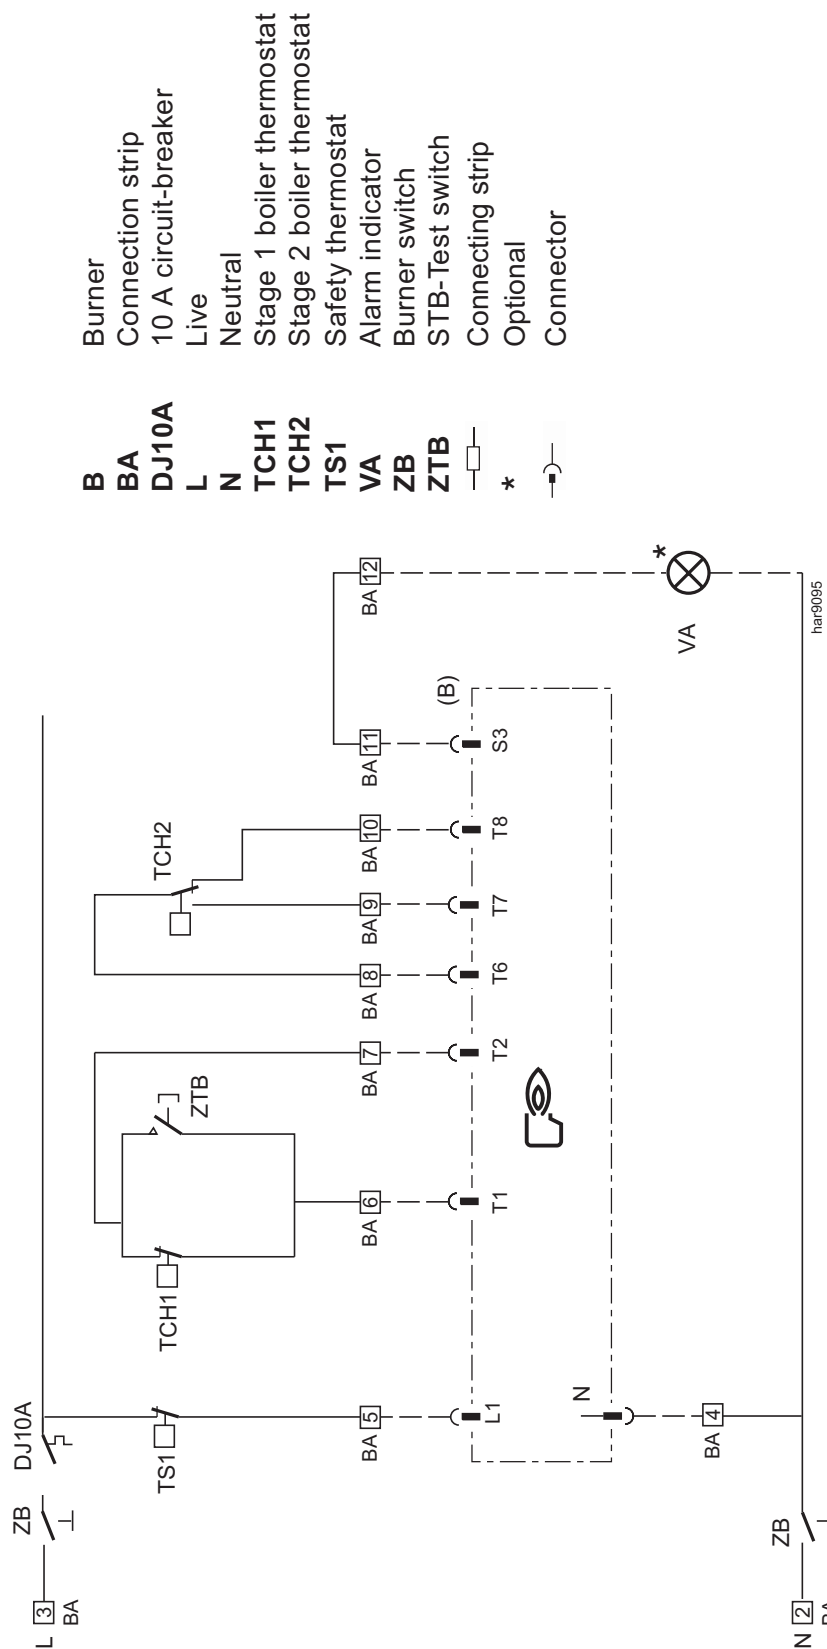 B Burner
BA Connection strip
DJ10A 10 A circuit-breaker
L Live
N Neutral
TCH1 Stage 1 boiler thermostat
TCH2 Stage 2 boiler thermostat
TS1 Safety thermostat
VA Alarm indicator
ZB Burner switch
ZTB STB-Test switch
Connecting strip
* Optional
Connector
L 3
BA
ZB
DJ10A
TS1
TCH1
ZTB
TCH2
BA 5
BA 6
BA 7
BA 8
BA 9
BA 10
BA 11
BA 12
L1
T1
T2
T6
T7
T8
S3
(B)
N
BA 4
VA
*
N 2
BA
ZB
har9095